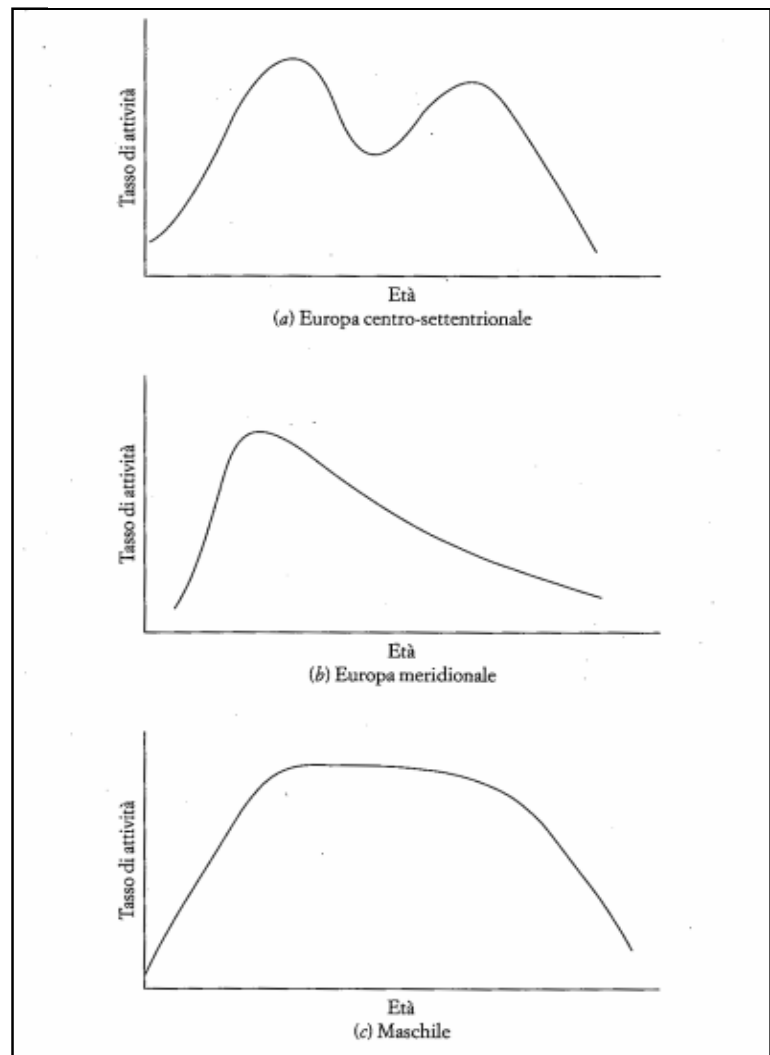 Tasso di attività
Età
(a) Europa centro-settentrionale
Tasso di attività
Età
(b) Europa meridionale
Tasso di attività
Età
(c) Maschile